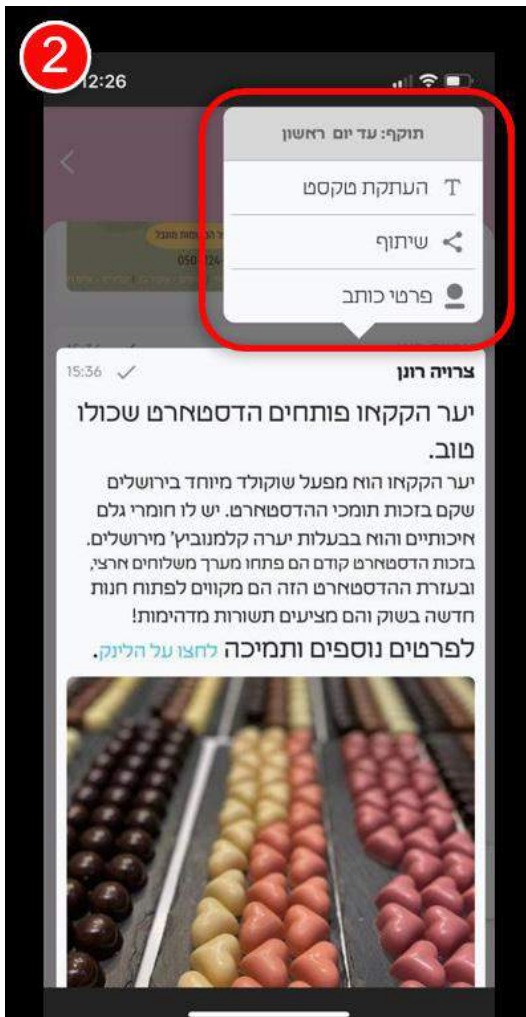 2
12:26
תוקף: עד יום ראשון
העתקת טקסט
שיתוף
פרטי כותב
צרויה רונן
15:36
יער הקקאו פותחים הדסטארט שכולו
טוב.
יער הקקאו הוא מפעל שוקולד מיוחד בירושלים
שקם בזכות תומכי ההדסטארט. יש לו חומרי גלם
איכותיים והוא בבעלות יערה קלמנוביץ' מירושלים.
בזכות הדסטארט קודם הם פתחו מערך משלוחים ארצי,
ובעזרת ההדסטארט הזה הם מקווים לפתוח חנות
חדשה בשוק והם מציעים תשורות מדהימות!
לפרטים נוספים ותמיכה לחצו על הלינק.